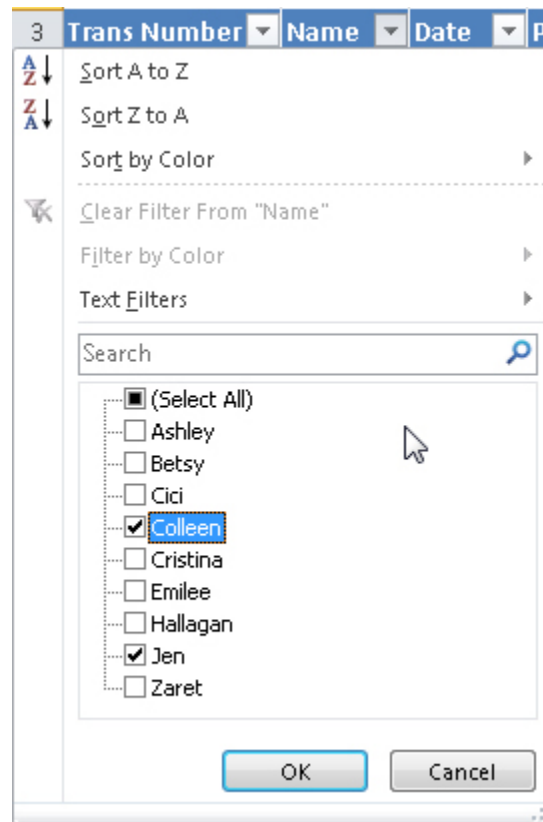 3 Trans Number Name Date
A Z Sort A to Z
Z A Sort Z to A
Sort by Color
Clear Filter From "Name"
Filter by Color
Text Filters
Search
(Select All)
Ashley
Betsy
Cici
Colleen
Cristina
Emilee
Hallagan
Jen
Zaret
OK Cancel